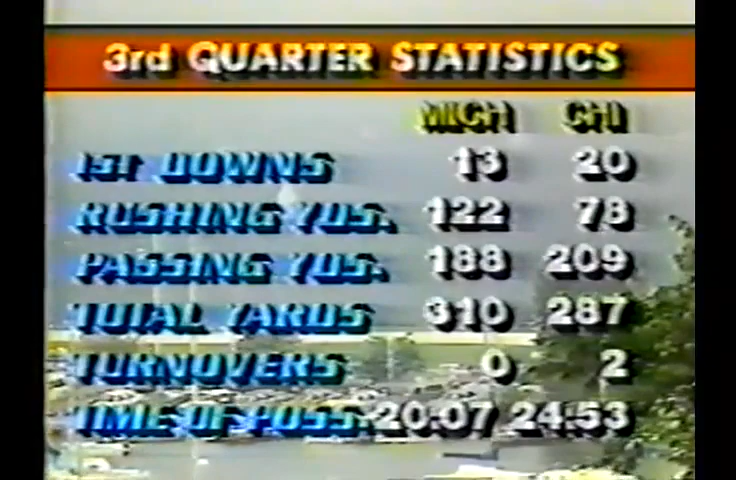 3rd QUARTER STATISTICS
MICH CHI
1ST DOWNS 13 20
RUSHING YDS. 122 78
PASSING YDS. 188 209
TOTAL YARDS 310 287
TURNOVERS 0 2
TIME OF POSS. 20:07 24:53